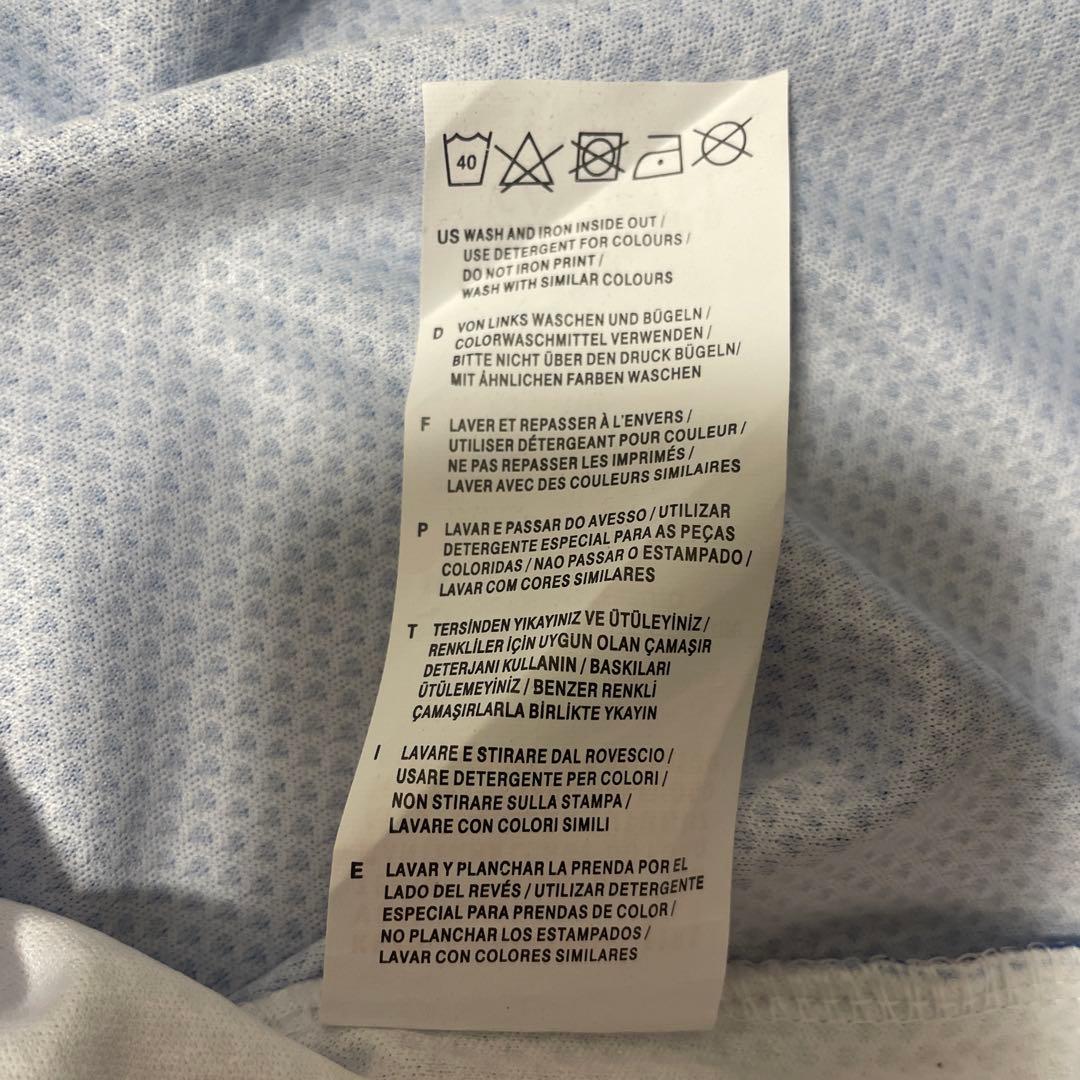 40
US WASH AND IRON INSIDE OUT /
USE DETERGENT FOR COLOURS /
DO NOT IRON PRINT /
WASH WITH SIMILAR COLOURS
D VON LINKS WASCHEN UND BÜGELN /
COLORWASCHMITTEL VERWENDEN /
BITTE NICHT ÜBER DEN DRUCK BÜGELN/
MIT ÄHNLICHEN FARBEN WASCHEN
F LAVER ET REPASSER À L'ENVERS /
UTILISER DÉTERGEANT POUR COULEUR /
NE PAS REPASSER LES IMPRIMÉS /
LAVER AVEC DES COULEURS SIMILAIRES
P LAVAR E PASSAR DO AVESSO / UTILIZAR
DETERGENTE ESPECIAL PARA AS PEÇAS
COLORIDAS / NAO PASSAR O ESTAMPADO /
LAVAR COM CORES SIMILARES
T TERSİNDEN YIKAYINIZ VE ÜTÜLEYİNİZ /
RENKLİLER İÇİN UYGUN OLAN ÇAMAŞIR
DETERJANI KULLANIN / BASKILARI
ÜTÜLEMEYİNİZ / BENZER RENKLİ
ÇAMAŞIRLARLA BİRLİKTE YKAYIN
I LAVARE E STIRARE DAL ROVESCIO /
USARE DETERGENTE PER COLORI /
NON STIRARE SULLA STAMPA /
LAVARE CON COLORI SIMILI
E LAVAR Y PLANCHAR LA PRENDA POR EL
LADO DEL REVÉS / UTILIZAR DETERGENTE
ESPECIAL PARA PRENDAS DE COLOR /
NO PLANCHAR LOS ESTAMPADOS /
LAVAR CON COLORES SIMILARES